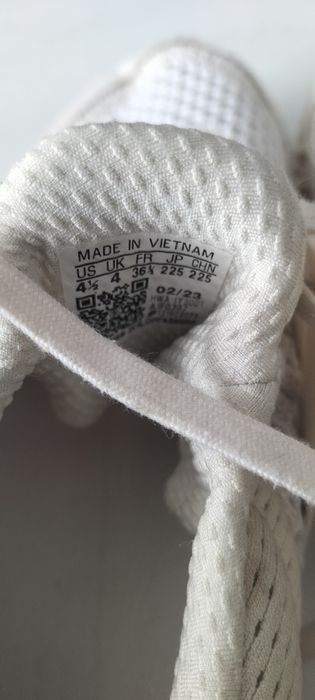 MADE IN VIETNAM
US UK FR JP CHN
4½ 4 36⅔ 225 225
02/23